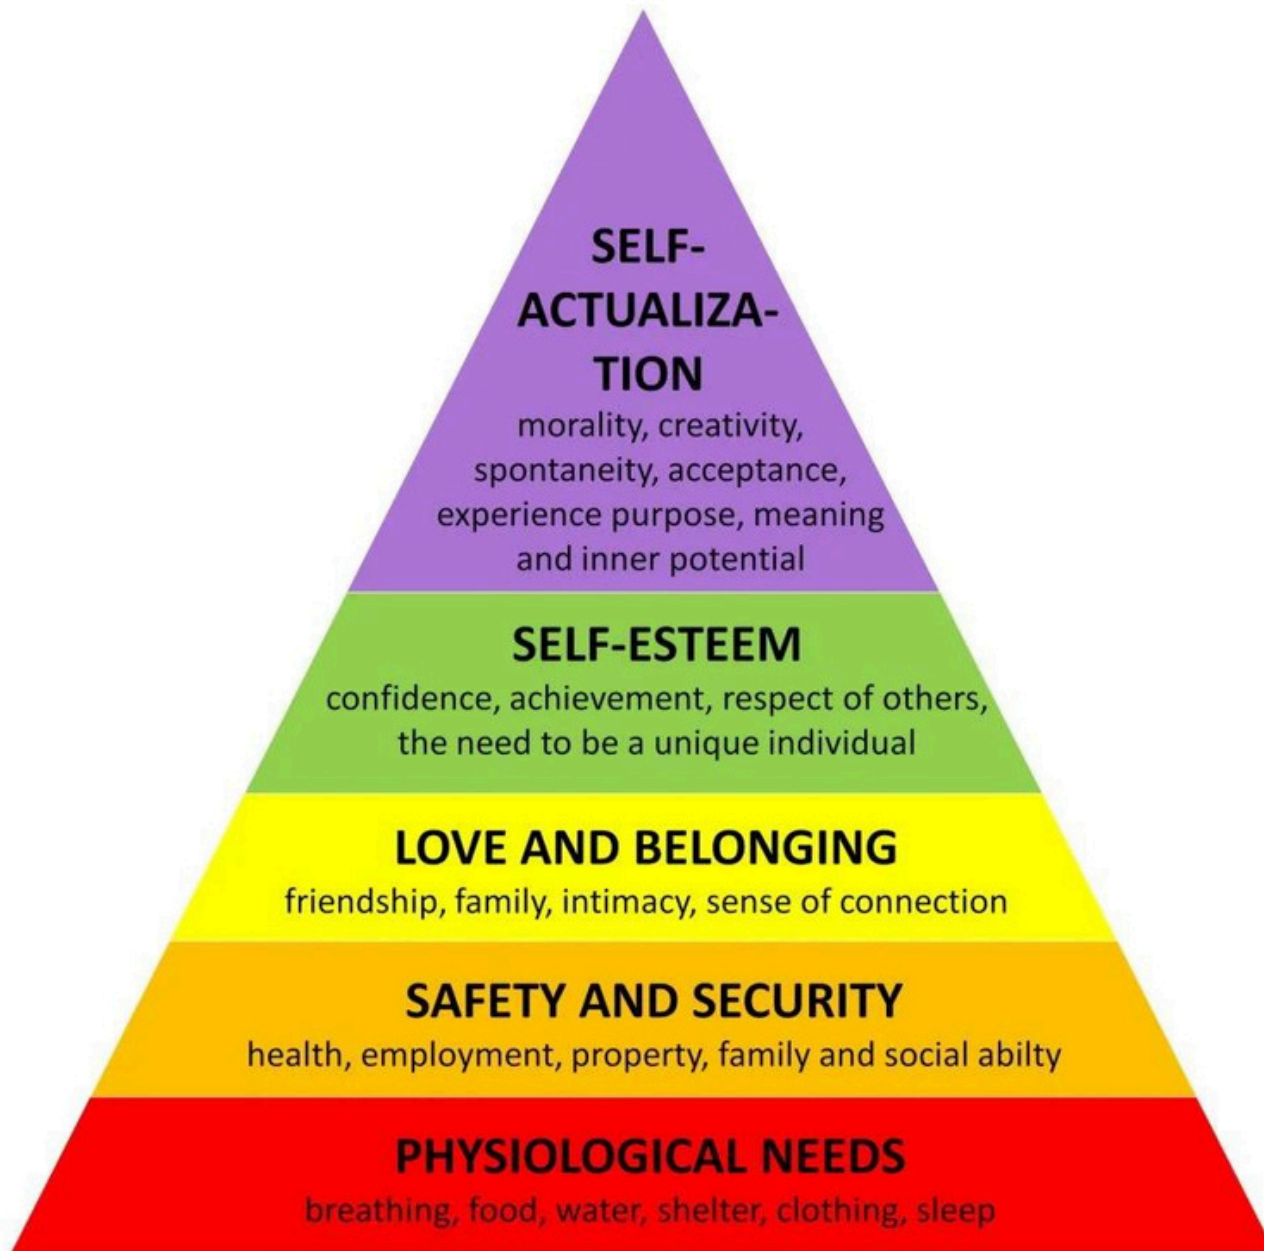 SELF-
ACTUALIZA-
TION
morality, creativity,
spontaneity, acceptance,
experience purpose, meaning
and inner potential
SELF-ESTEEM
confidence, achievement, respect of others,
the need to be a unique individual
LOVE AND BELONGING
friendship, family, intimacy, sense of connection
SAFETY AND SECURITY
health, employment, property, family and social abilty
PHYSIOLOGICAL NEEDS
breathing, food, water, shelter, clothing, sleep